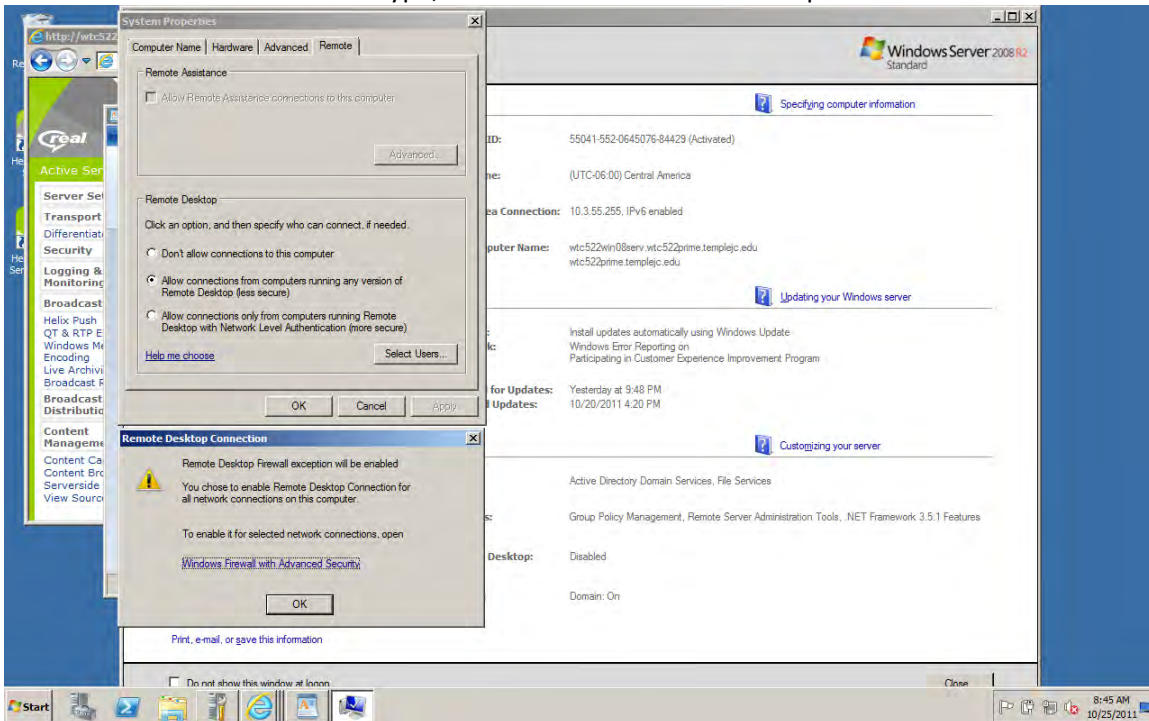 System Properties
Computer Name
Hardware
Advanced
Remote
Remote Assistance
Allow Remote Assistance connections to this computer
Advanced...
Remote Desktop
Click an option, and then specify who can connect, if needed.
Don't allow connections to this computer
Allow connections from computers running any version of
Remote Desktop (less secure)
Allow connections only from computers running Remote
Desktop with Network Level Authentication (more secure)
Help me choose
Select Users...
OK
Cancel
Apply
Remote Desktop Connection
Remote Desktop Firewall exception will be enabled
You chose to enable Remote Desktop Connection for
all network connections on this computer.
To enable it for selected network connections, open
Windows Firewall with Advanced Security
OK
http://wtc522
real
Active Ser
Server Set
Transport
Differentiat
Security
Logging &
Monitoring
Broadcast
Helix Push
QT & RTP E
Windows Me
Encoding
Live Archivi
Broadcast R
Broadcast
Distributio
Content
Manageme
Content Ca
Content Bro
Serverside
View Sourc
Windows Server 2008 R2
Standard
Specifying computer information
ID: 55041-552-0645076-84429 (Activated)
ne: (UTC-06:00) Central America
ea Connection: 10.3.55.255, IPv6 enabled
puter Name: wtc522win08serv.wtc522prime.templejc.edu
wtc522prime.templejc.edu
Updating your Windows server
: Install updates automatically using Windows Update
k: Windows Error Reporting on
Participating in Customer Experience Improvement Program
for Updates: Yesterday at 9:48 PM
Updates: 10/20/2011 4:20 PM
Customizing your server
Active Directory Domain Services, File Services
s: Group Policy Management, Remote Server Administration Tools, .NET Framework 3.5.1 Features
Desktop: Disabled
Domain: On
Print, e-mail, or save this information
Do not show this window at logon
Close
Start
8:45 AM
10/25/2011